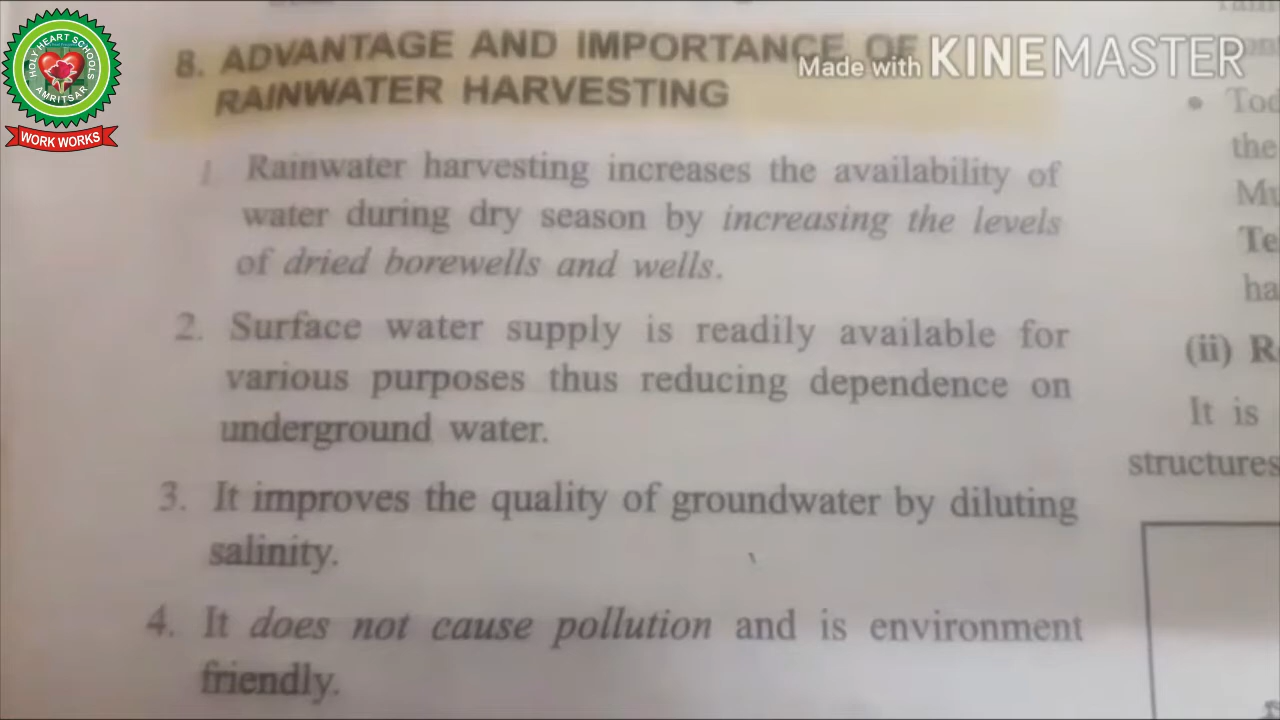 HOLY HEART SCHOOLS
AMRITSAR
WORK WORKS
Made with KINEMASTER
8. ADVANTAGE AND IMPORTANCE OF
RAINWATER HARVESTING
1. Rainwater harvesting increases the availability of
water during dry season by increasing the levels
of dried borewells and wells.
2. Surface water supply is readily available for
various purposes thus reducing dependence on
underground water.
3. It improves the quality of groundwater by diluting
salinity.
4. It does not cause pollution and is environment
friendly.
the
(ii)
It is
structures